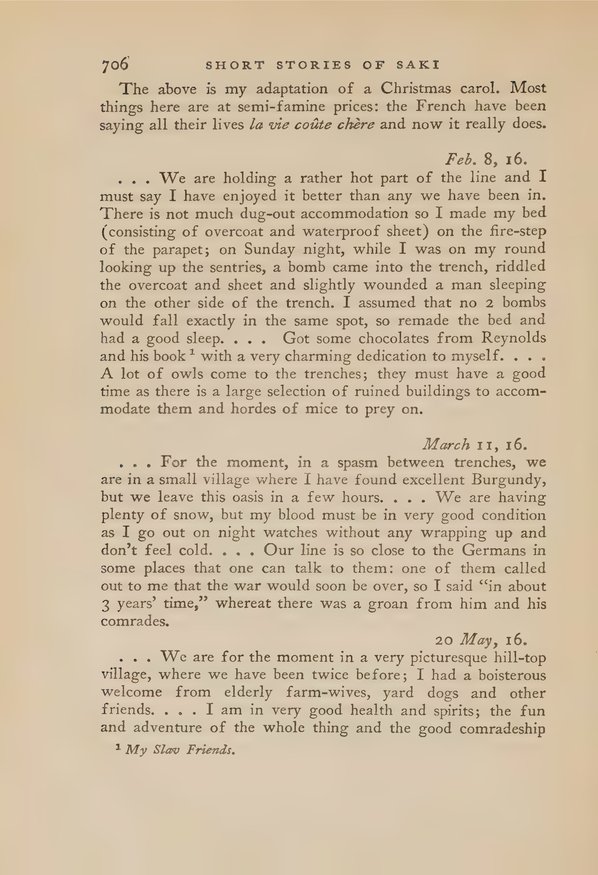 706 SHORT STORIES OF SAKI
The above is my adaptation of a Christmas carol. Most
things here are at semi-famine prices: the French have been
saying all their lives la vie coûte chère and now it really does.
Feb. 8, 16.
. . . We are holding a rather hot part of the line and I
must say I have enjoyed it better than any we have been in.
There is not much dug-out accommodation so I made my bed
(consisting of overcoat and waterproof sheet) on the fire-step
of the parapet; on Sunday night, while I was on my round
looking up the sentries, a bomb came into the trench, riddled
the overcoat and sheet and slightly wounded a man sleeping
on the other side of the trench. I assumed that no 2 bombs
would fall exactly in the same spot, so remade the bed and
had a good sleep. . . . Got some chocolates from Reynolds
and his book ¹ with a very charming dedication to myself. . . .
A lot of owls come to the trenches; they must have a good
time as there is a large selection of ruined buildings to accom-
modate them and hordes of mice to prey on.
March 11, 16.
. . . For the moment, in a spasm between trenches, we
are in a small village where I have found excellent Burgundy,
but we leave this oasis in a few hours. . . . We are having
plenty of snow, but my blood must be in very good condition
as I go out on night watches without any wrapping up and
don't feel cold. . . . Our line is so close to the Germans in
some places that one can talk to them: one of them called
out to me that the war would soon be over, so I said “in about
3 years' time,” whereat there was a groan from him and his
comrades.
20 May, 16.
. . . We are for the moment in a very picturesque hill-top
village, where we have been twice before; I had a boisterous
welcome from elderly farm-wives, yard dogs and other
friends. . . . I am in very good health and spirits; the fun
and adventure of the whole thing and the good comradeship
¹ My Slav Friends.